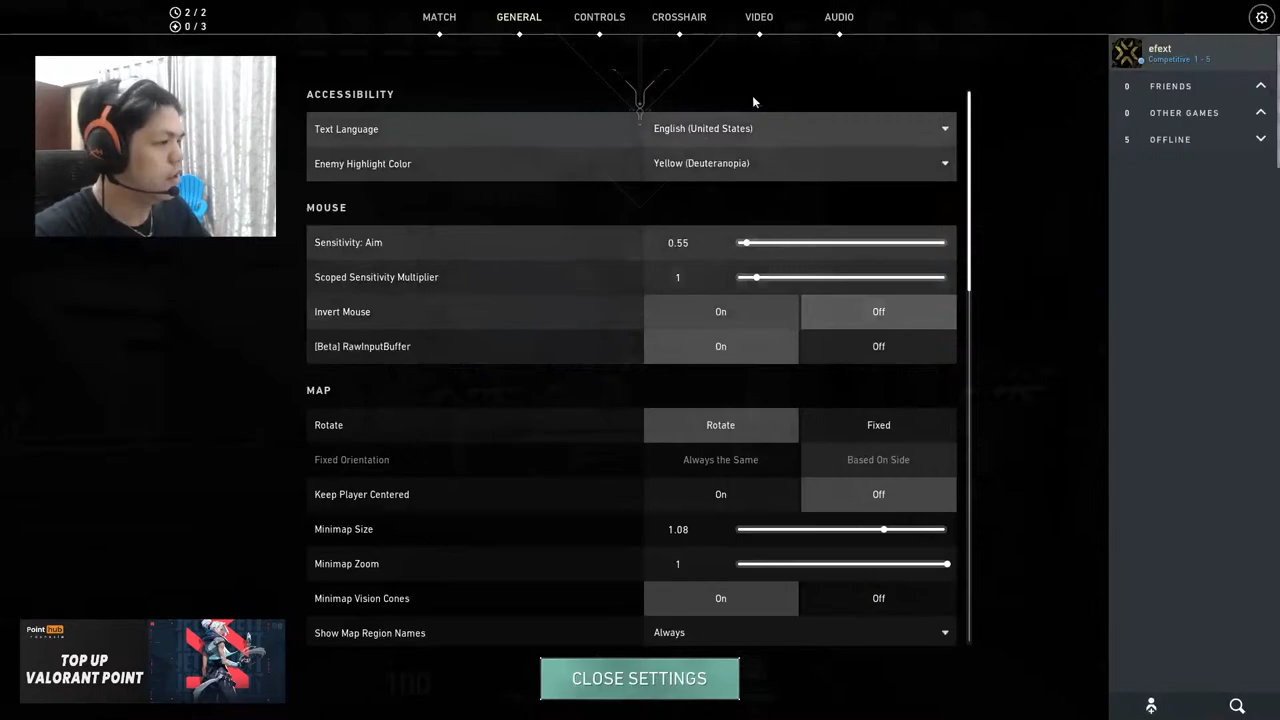 2 / 2
0 / 3
MATCH GENERAL CONTROLS CROSSHAIR VIDEO AUDIO
efext
Competitive 1 - 5
0 FRIENDS
0 OTHER GAMES
5 OFFLINE
ACCESSIBILITY
Text Language English (United States)
Enemy Highlight Color Yellow (Deuteranopia)
MOUSE
Sensitivity: Aim 0.55
Scoped Sensitivity Multiplier 1
Invert Mouse On Off
[Beta] RawInputBuffer On Off
MAP
Rotate Rotate Fixed
Fixed Orientation Always the Same Based On Side
Keep Player Centered On Off
Minimap Size 1.08
Minimap Zoom 1
Minimap Vision Cones On Off
Show Map Region Names Always
Point hub
TOP UP
VALORANT POINT
CLOSE SETTINGS